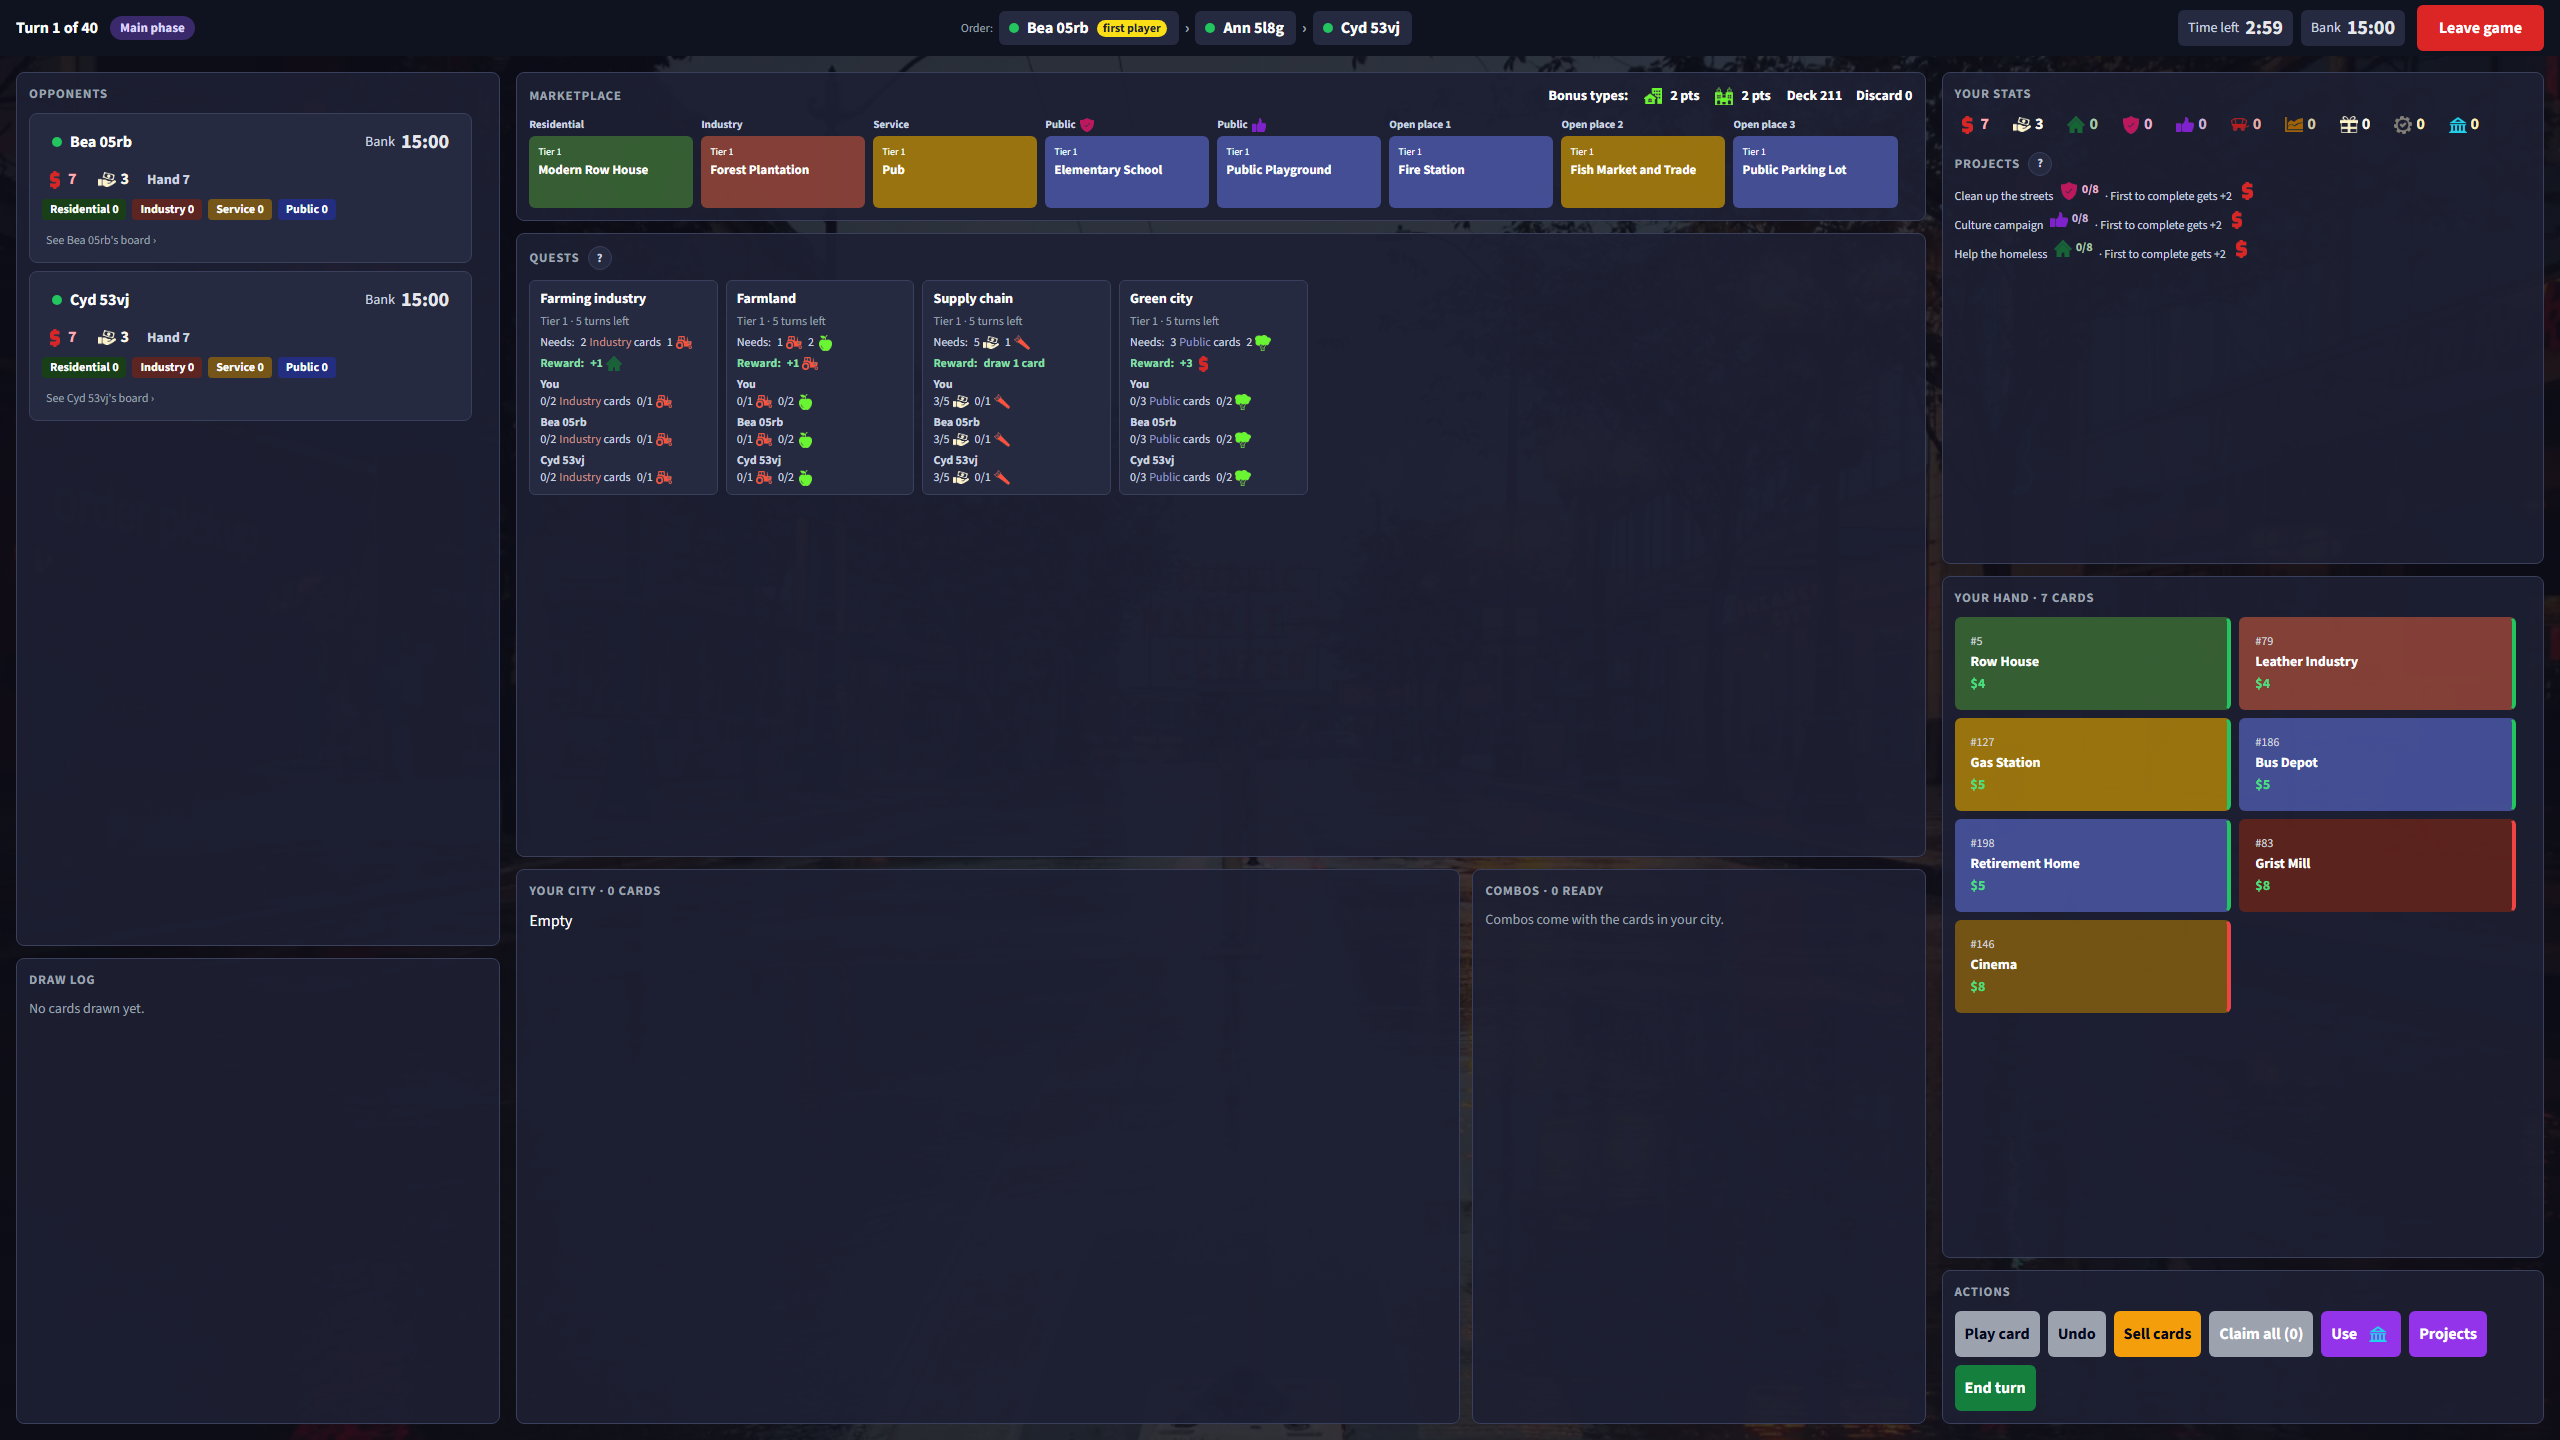 Turn 1 of 40 Main phase
Order: Bea 05rb first player › Ann 5l8g › Cyd 53vj
Time left 2:59 Bank 15:00 Leave game
OPPONENTS
Bea 05rb Bank 15:00
7 3 Hand 7
Residential 0 Industry 0 Service 0 Public 0
See Bea 05rb's board ›
Cyd 53vj Bank 15:00
7 3 Hand 7
Residential 0 Industry 0 Service 0 Public 0
See Cyd 53vj's board ›
DRAW LOG
No cards drawn yet.
MARKETPLACE
Bonus types: 2 pts 2 pts Deck 211 Discard 0
Residential
Tier 1
Modern Row House
Industry
Tier 1
Forest Plantation
Service
Tier 1
Pub
Public
Tier 1
Elementary School
Public
Tier 1
Public Playground
Open place 1
Tier 1
Fire Station
Open place 2
Tier 1
Fish Market and Trade
Open place 3
Tier 1
Public Parking Lot
QUESTS ?
Farming industry
Tier 1 · 5 turns left
Needs: 2 Industry cards 1
Reward: +1
You
0/2 Industry cards 0/1
Bea 05rb
0/2 Industry cards 0/1
Cyd 53vj
0/2 Industry cards 0/1
Farmland
Tier 1 · 5 turns left
Needs: 1 2
Reward: +1
You
0/1 0/2
Bea 05rb
0/1 0/2
Cyd 53vj
0/1 0/2
Supply chain
Tier 1 · 5 turns left
Needs: 5 1
Reward: draw 1 card
You
3/5 0/1
Bea 05rb
3/5 0/1
Cyd 53vj
3/5 0/1
Green city
Tier 1 · 5 turns left
Needs: 3 Public cards 2
Reward: +3
You
0/3 Public cards 0/2
Bea 05rb
0/3 Public cards 0/2
Cyd 53vj
0/3 Public cards 0/2
YOUR CITY · 0 CARDS
Empty
COMBOS · 0 READY
Combos come with the cards in your city.
YOUR STATS
7 3 0 0 0 0 0 0 0 0
PROJECTS ?
Clean up the streets 0/8 · First to complete gets +2
Culture campaign 0/8 · First to complete gets +2
Help the homeless 0/8 · First to complete gets +2
YOUR HAND · 7 CARDS
#5
Row House
$4
#79
Leather Industry
$4
#127
Gas Station
$5
#186
Bus Depot
$5
#198
Retirement Home
$5
#83
Grist Mill
$8
#146
Cinema
$8
ACTIONS
Play card Undo Sell cards Claim all (0) Use Projects
End turn